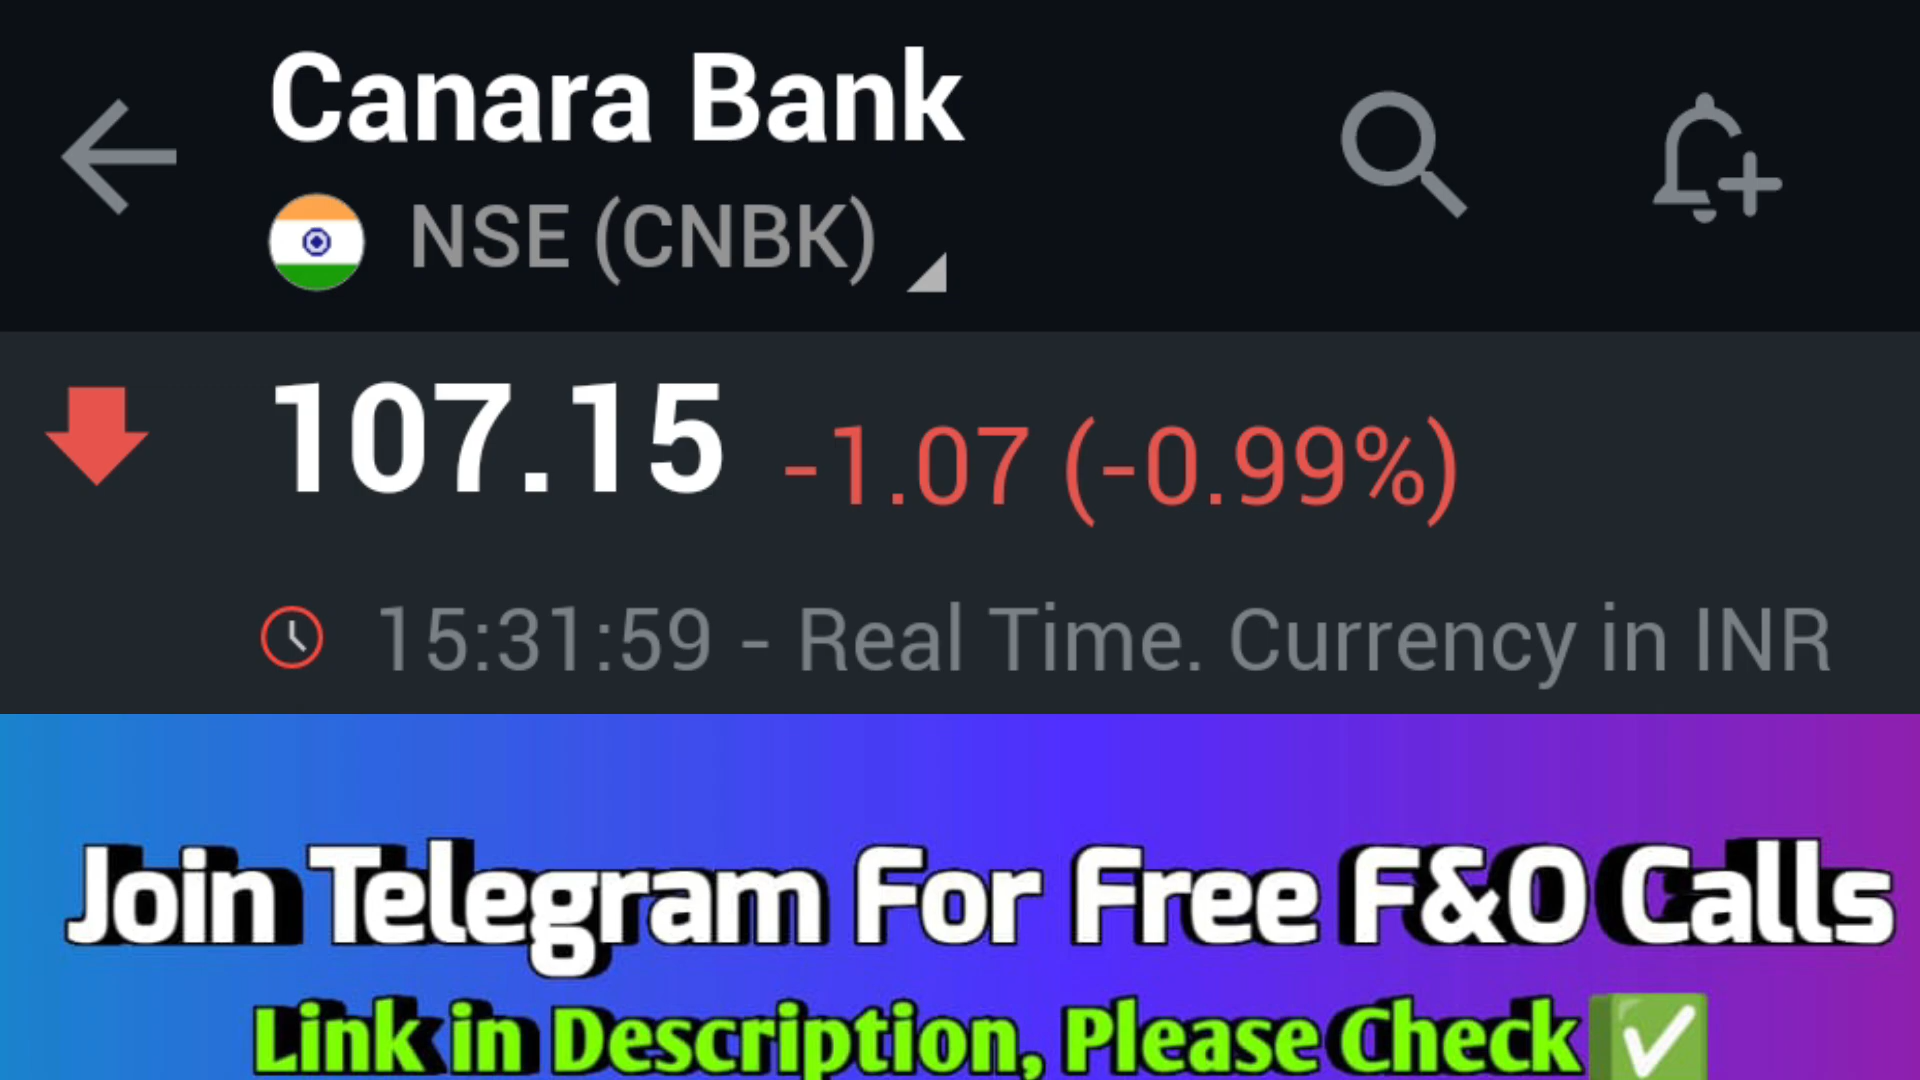 Canara Bank
NSE (CNBK)
107.15 -1.07 (-0.99%)
15:31:59 - Real Time. Currency in INR
Join Telegram For Free F&O Calls
Link in Description, Please Check ✅